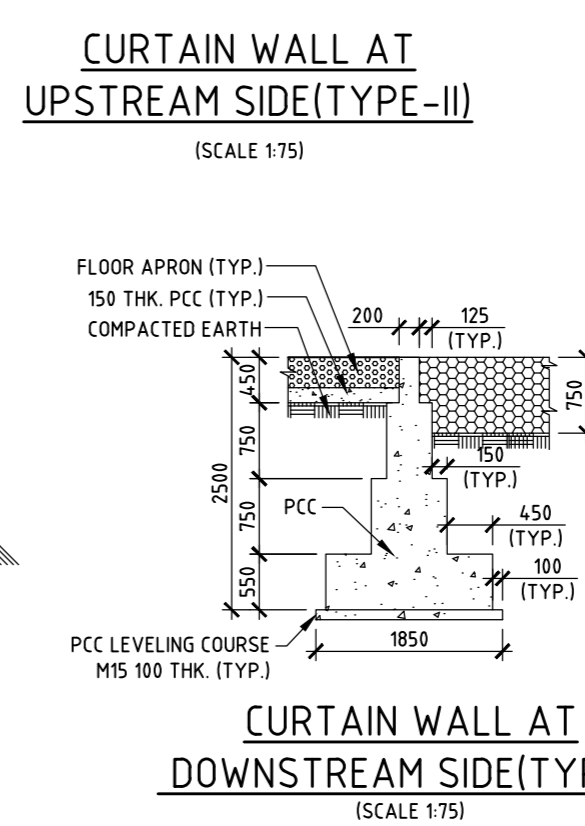 CURTAIN WALL AT
UPSTREAM SIDE(TYPE-II)
(SCALE 1:75)
FLOOR APRON (TYP.)
150 THK. PCC (TYP.)
COMPACTED EARTH
200
125
(TYP.)
450
750
750
550
2500
750
150
(TYP.)
PCC
450
(TYP.)
100
(TYP.)
PCC LEVELING COURSE
M15 100 THK. (TYP.)
1850
CURTAIN WALL AT
DOWNSTREAM SIDE(TYP
(SCALE 1:75)